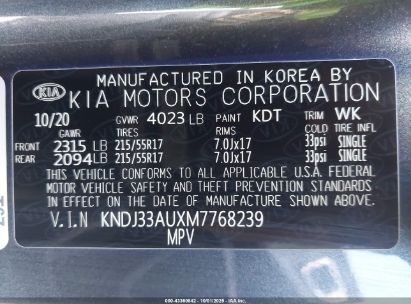 MANUFACTURED IN KOREA BY
KIA KIA MOTORS CORPORATION
10/20 GVWR 4023 LB PAINT KDT TRIM WK
GAWR TIRES RIMS COLD TIRE INFL
FRONT 2315 LB 215/55R17 7.0Jx17 33psi SINGLE
REAR 2094 LB 215/55R17 7.0Jx17 33psi SINGLE
THIS VEHICLE CONFORMS TO ALL APPLICABLE U.S.A. FEDERAL
MOTOR VEHICLE SAFETY AND THEFT PREVENTION STANDARDS
IN EFFECT ON THE DATE OF MANUFACTURE SHOWN ABOVE.
V.I.N KNDJ33AUXM7768239
MPV